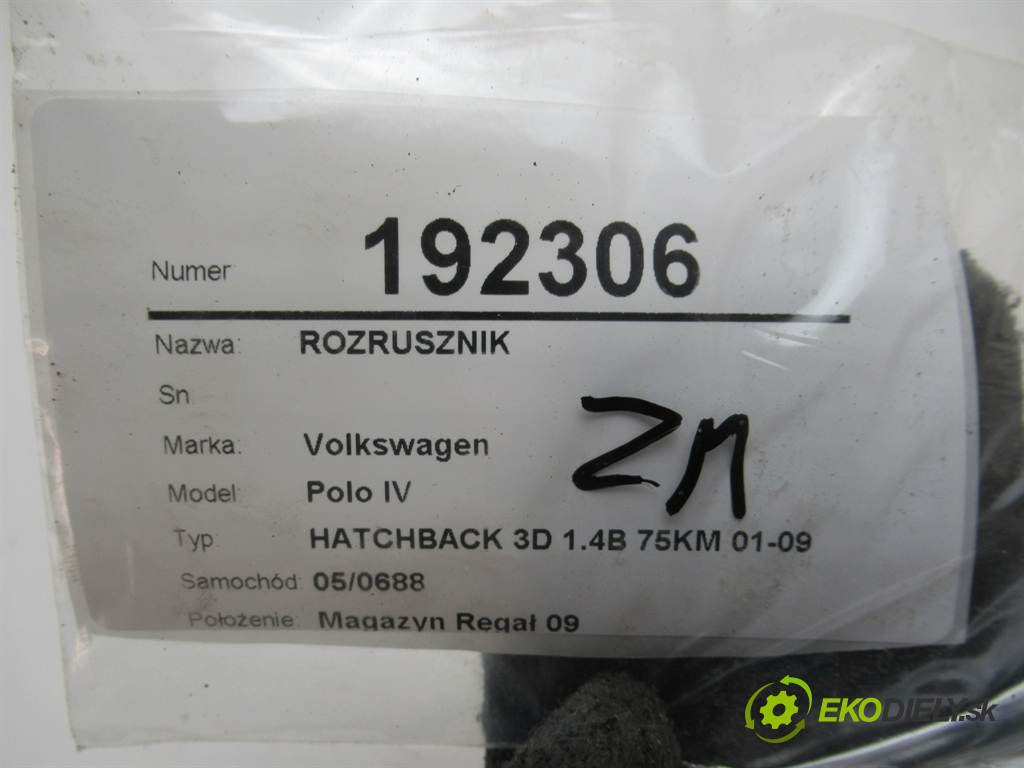 Numer 192306
Nazwa: ROZRUSZNIK
Sn
Marka: Volkswagen
Model: Polo IV
Typ HATCHBACK 3D 1.4B 75KM 01-09
Samochód: 05/0688
Położenie: Magazyn Regał 09
ZM
EKODIELY.sk